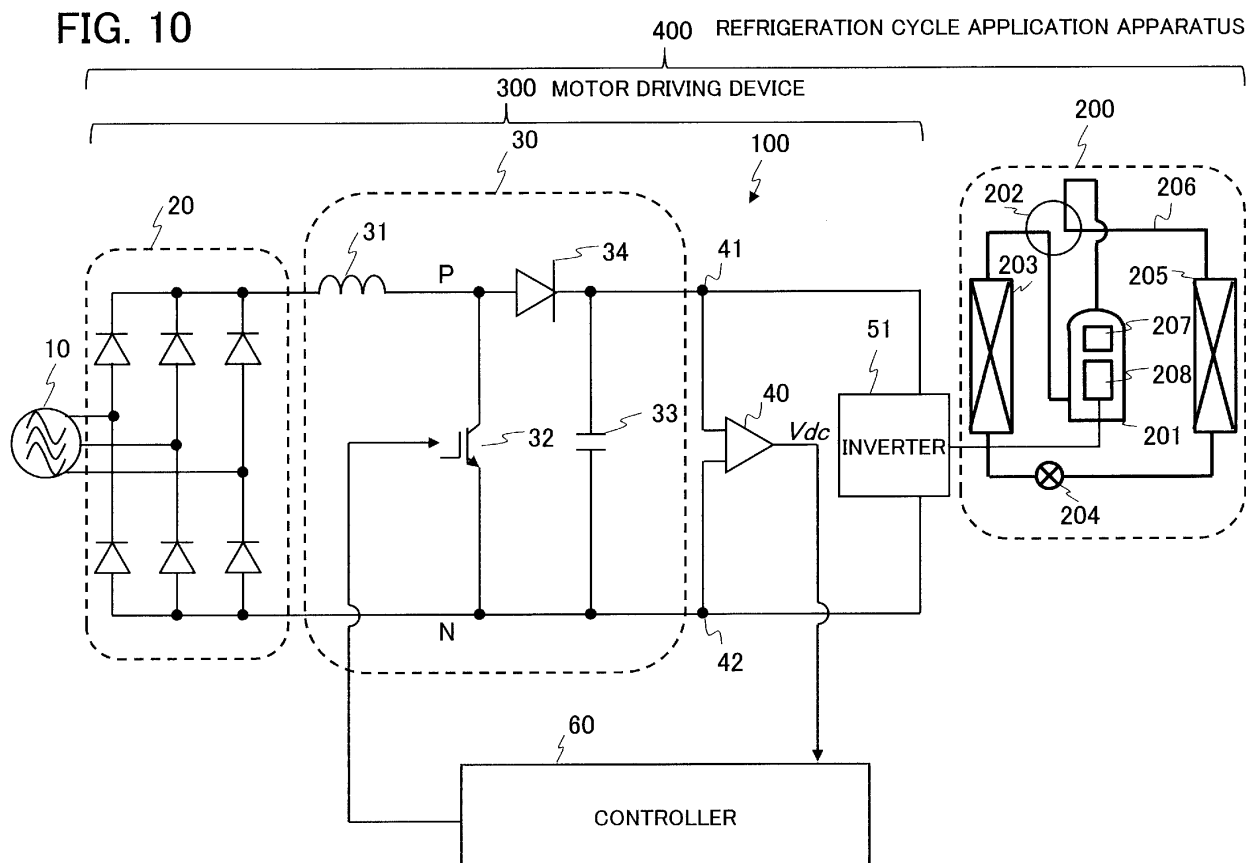 FIG. 10
400 REFRIGERATION CYCLE APPLICATION APPARATUS
300 MOTOR DRIVING DEVICE
30
100
200
202
206
20
31
P
34
41
203
205
10
51
207
208
32
33
40
Vdc
INVERTER
201
204
N
42
60
CONTROLLER